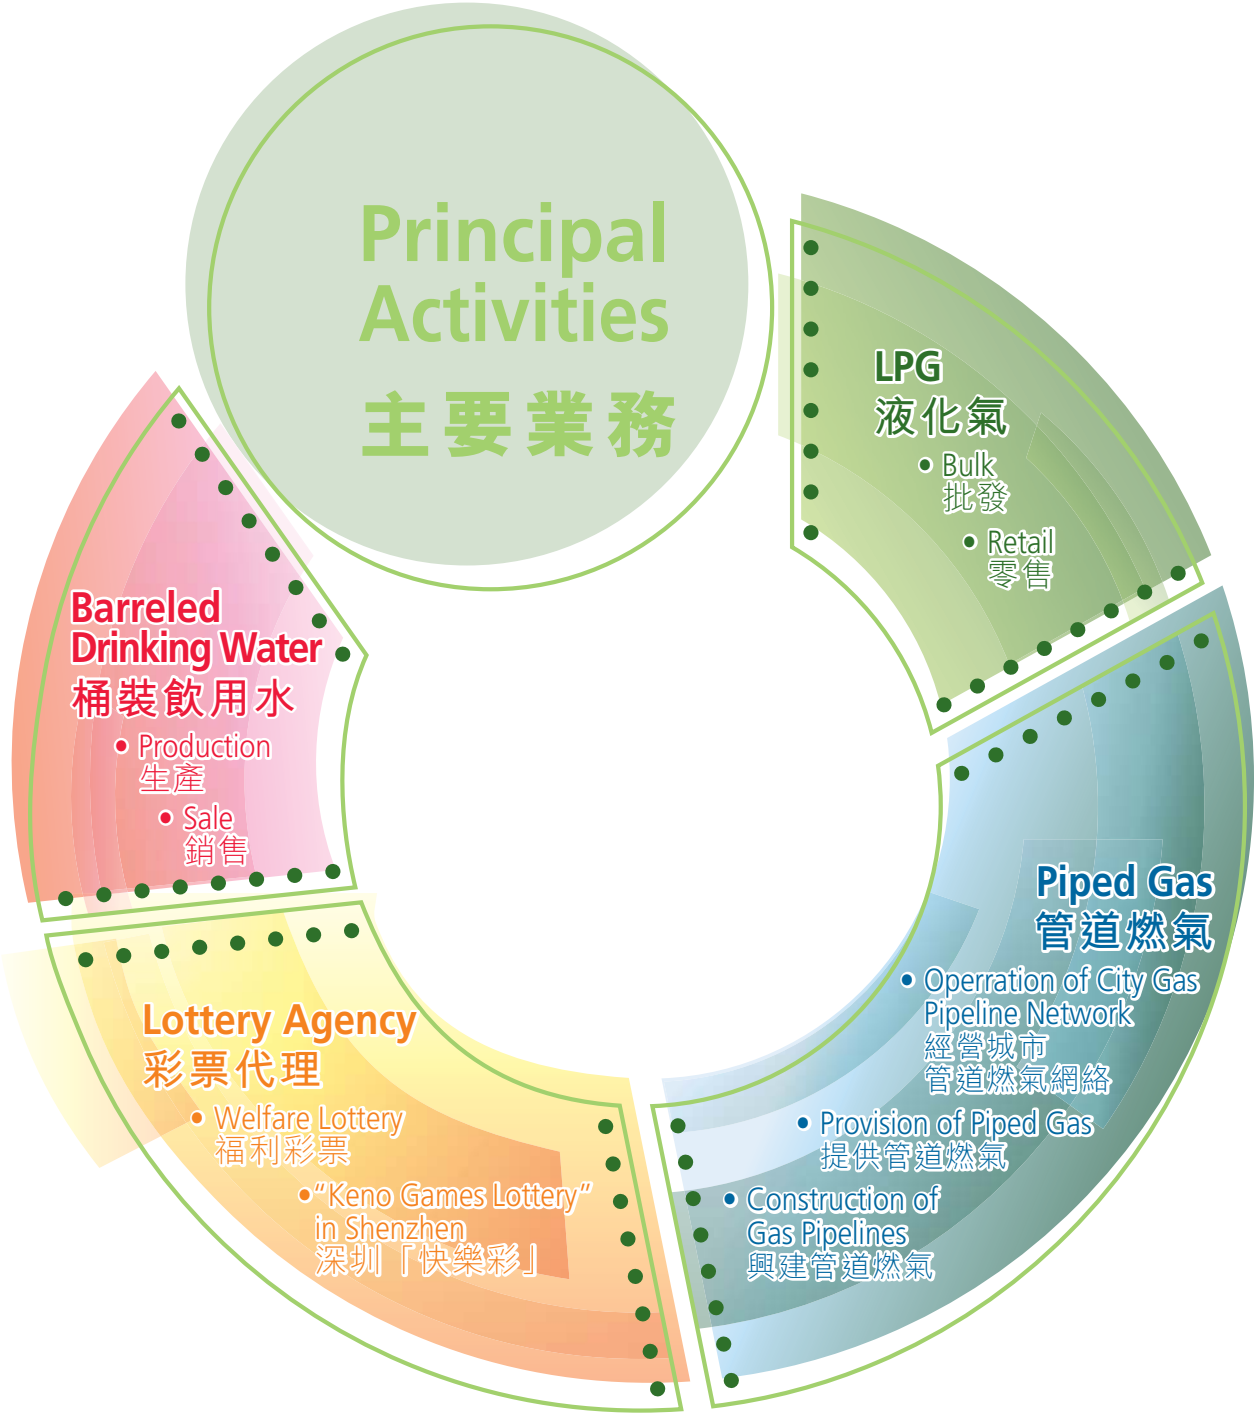 Principal
Activities
主要業務
LPG
液化氣
• Bulk
批發
• Retail
零售
Piped Gas
管道燃氣
• Operration of City Gas
Pipeline Network
經營城市
管道燃氣網絡
• Provision of Piped Gas
提供管道燃氣
• Construction of
Gas Pipelines
興建管道燃氣
Lottery Agency
彩票代理
• Welfare Lottery
福利彩票
• “Keno Games Lottery”
in Shenzhen
深圳「快樂彩」
Barreled
Drinking Water
桶裝飲用水
• Production
生產
• Sale
銷售